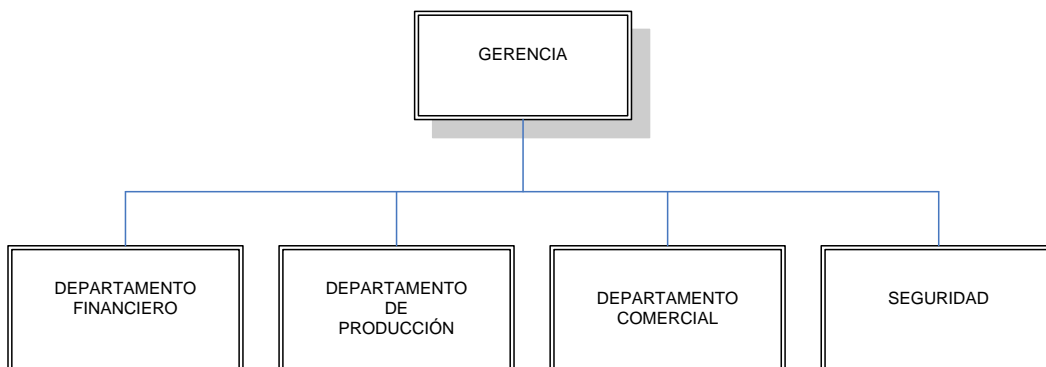 GERENCIA
DEPARTAMENTO
FINANCIERO
DEPARTAMENTO
DE
PRODUCCIÓN
DEPARTAMENTO
COMERCIAL
SEGURIDAD